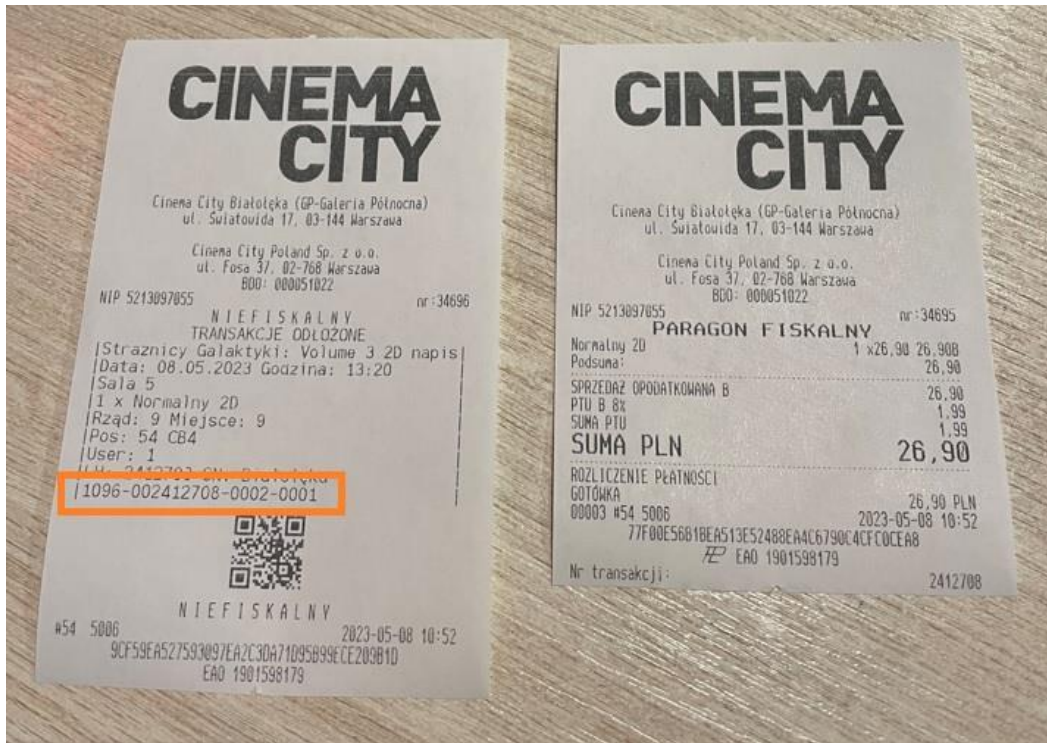 CINEMA
CITY
Cinema City Białołęka (GP-Galeria Północna)
ul. Światowida 17, 03-144 Warszawa
Cinema City Poland Sp. z o.o.
ul. Fosa 37, 02-768 Warszawa
BDO: 000051022
NIP 5213097055 nr:34696
NIEFISKALNY
TRANSAKCJE ODŁOŻONE
|Straznicy Galaktyki: Volume 3 2D napis|
|Data: 08.05.2023 Godzina: 13:20
|Sala 5
|1 x Normalny 2D
|Rząd: 9 Miejsce: 9
|Pos: 54 CB4
|User: 1
|1096-002412708-0002-0001
NIEFISKALNY
#54 5006 2023-05-08 10:52
EAO 1901598179
CINEMA
CITY
Cinema City Białołęka (GP-Galeria Północna)
ul. Światowida 17, 03-144 Warszawa
Cinema City Poland Sp. z o.o.
ul. Fosa 37, 02-768 Warszawa
BDO: 000051022
NIP 5213097055 nr:34695
PARAGON FISKALNY
Normalny 2D 1 x26,90 26,90B
Podsuma: 26,90
SPRZEDAŻ OPODATKOWANA B 26,90
PTU B 8% 1,99
SUMA PTU 1,99
SUMA PLN 26,90
ROZLICZENIE PŁATNOŚCI
GOTÓWKA 26,90 PLN
00003 #54 5006 2023-05-08 10:52
EAO 1901598179
Nr transakcji: 2412708